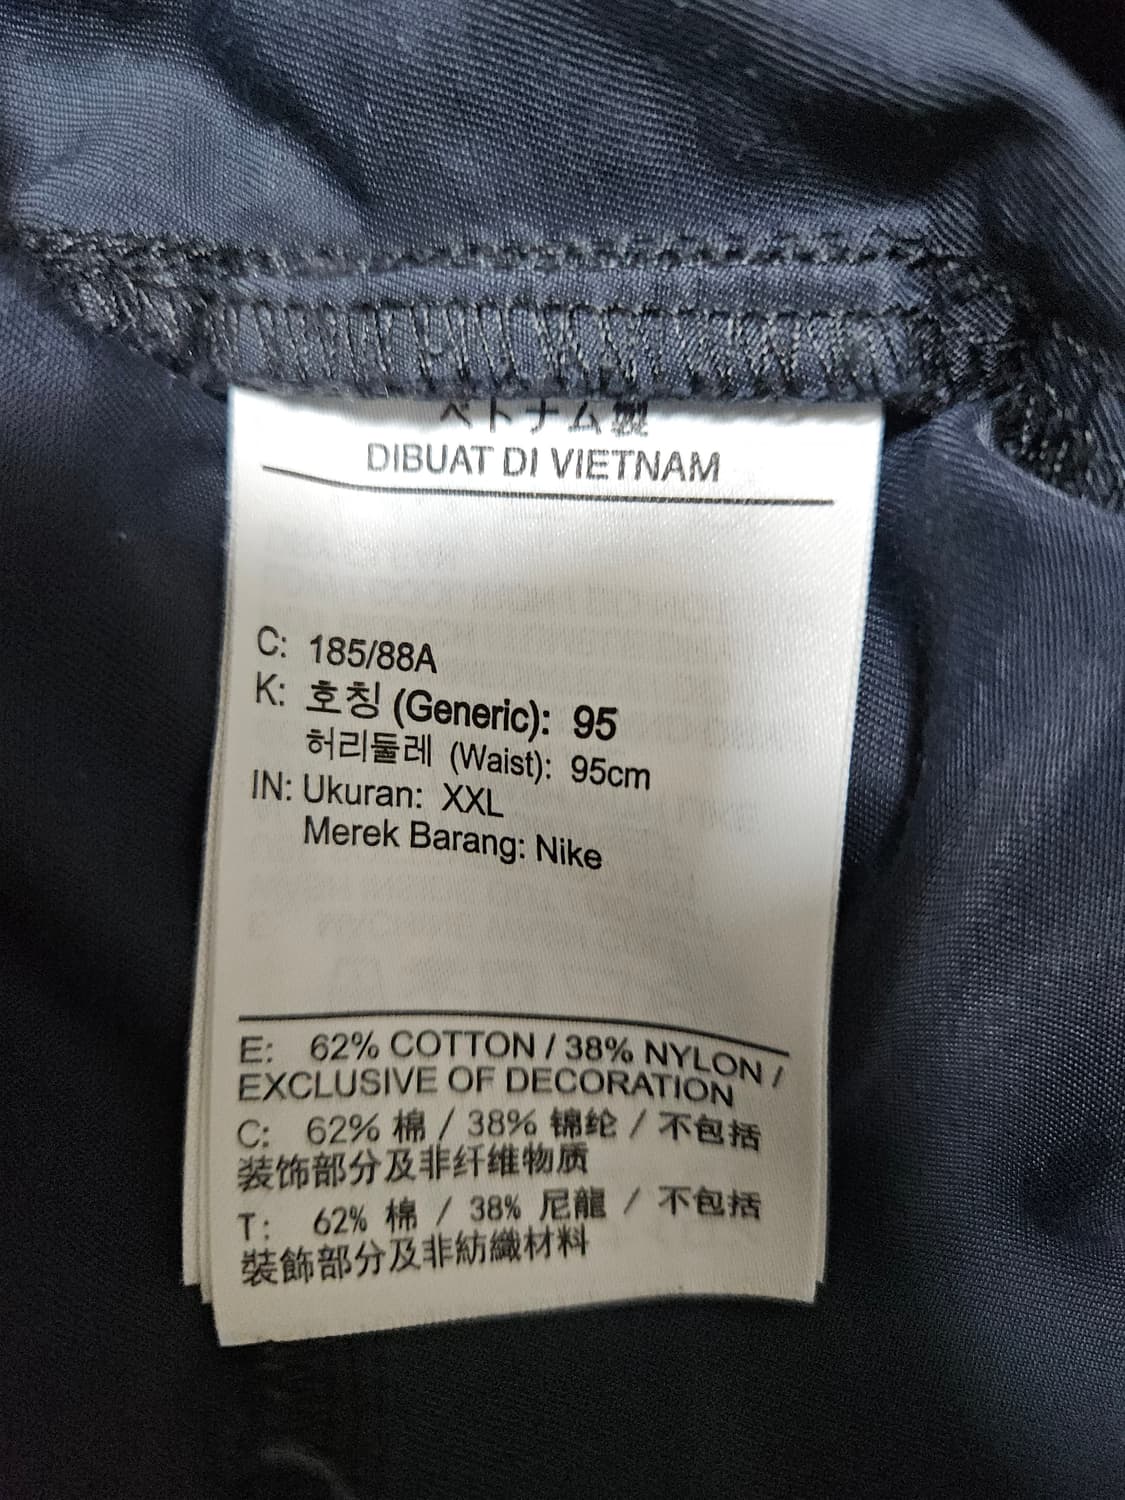 ベトナム製
DIBUAT DI VIETNAM
C: 185/88A
K: 호칭 (Generic): 95
허리둘레 (Waist): 95cm
IN: Ukuran: XXL
Merek Barang: Nike
E: 62% COTTON / 38% NYLON /
EXCLUSIVE OF DECORATION
C: 62% 棉 / 38% 锦纶 / 不包括
装饰部分及非纤维物质
T: 62% 棉 / 38% 尼龍 / 不包括
裝飾部分及非紡織材料